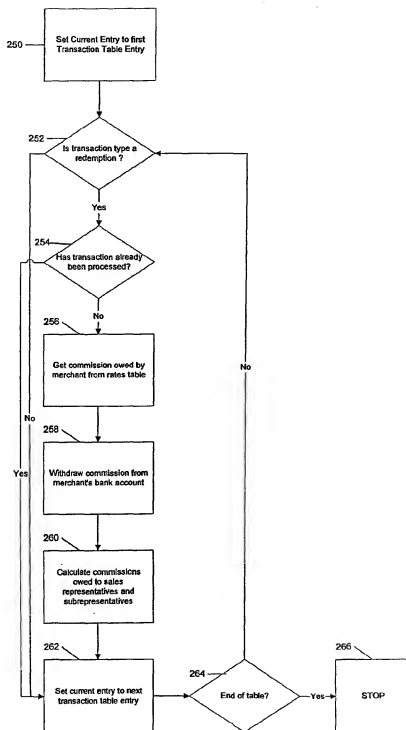 250
Set Current Entry to first
Transaction Table Entry
252
Is transaction type a
redemption ?
Yes
254
Has transaction already
been processed?
No
256
Get commission owed by
merchant from rates table
No
No
258
Yes
Withdraw commission from
merchant's bank account
260
Calculate commissions
owed to sales
representatives and
subrepresentatives
262
Set current entry to next
transaction table entry
264
End of table?
Yes
266
STOP